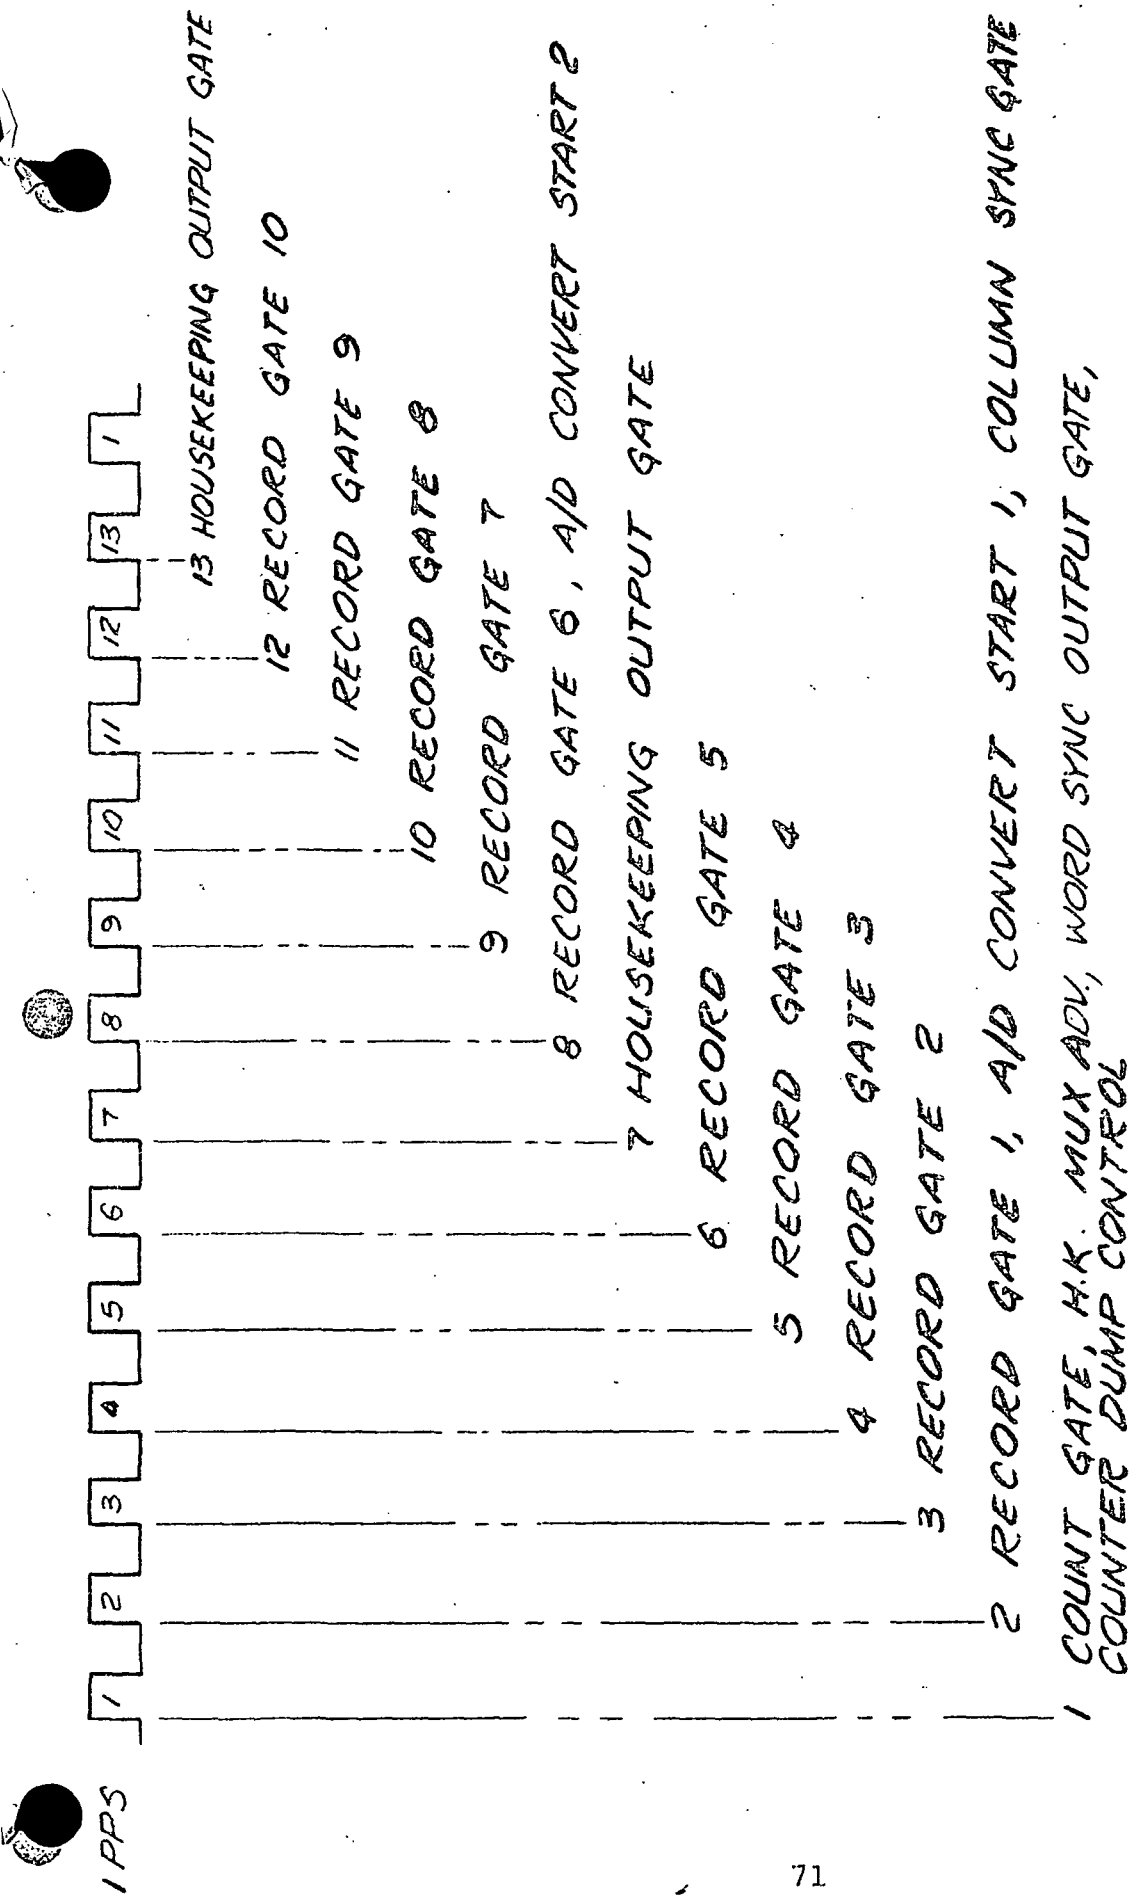 1 PPS
1 2 3 4 5 6 7 8 9 10 11 12 13 1
13 HOUSEKEEPING OUTPUT GATE
12 RECORD GATE 10
11 RECORD GATE 9
10 RECORD GATE 8
9 RECORD GATE 7
8 RECORD GATE 6, A/D CONVERT START 2
7 HOUSEKEEPING OUTPUT GATE
6 RECORD GATE 5
5 RECORD GATE 4
4 RECORD GATE 3
3 RECORD GATE 2
2 RECORD GATE 1, A/D CONVERT START 1, COLUMN SYNC GATE
1 COUNT GATE, H.K. MUX ADV., WORD SYNC OUTPUT GATE,
COUNTER DUMP CONTROL
71